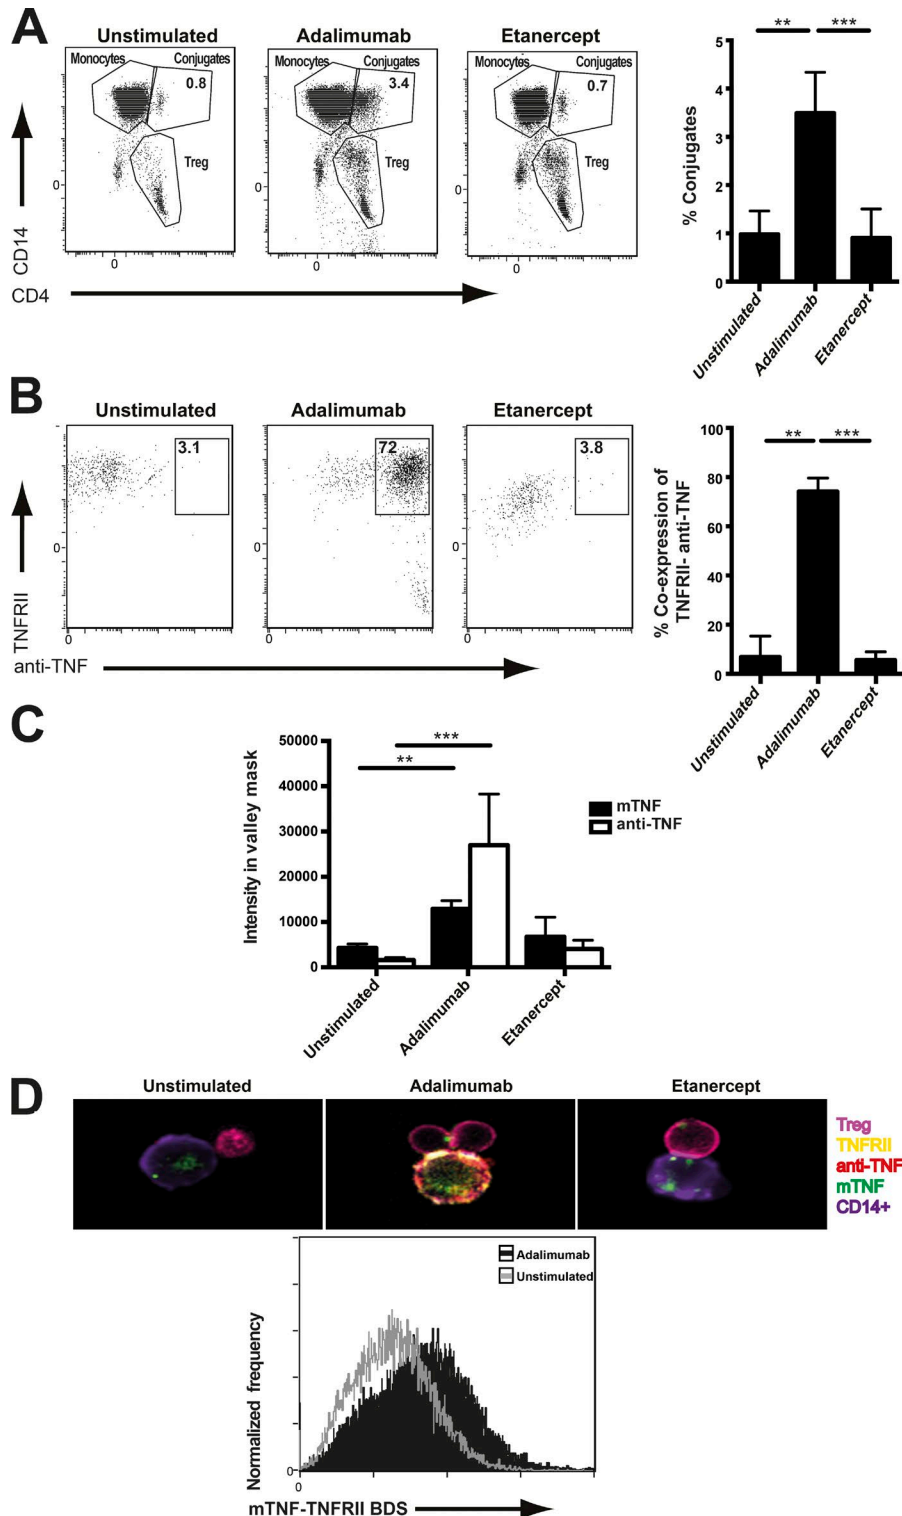 A
Unstimulated
Adalimumab
Etanercept
Monocytes
Conjugates
0.8
Treg
0
0
Monocytes
Conjugates
3.4
Treg
0
0
Monocytes
Conjugates
0.7
Treg
0
0
CD14
CD4
% Conjugates
5
4
3
2
1
0
**
***
Unstimulated
Adalimumab
Etanercept
B
Unstimulated
Adalimumab
Etanercept
3.1
0
0
72
0
0
3.8
0
0
TNFRII
anti-TNF
% Co-expression of
TNFRII- anti-TNF
100
80
60
40
20
0
**
***
Unstimulated
Adalimumab
Etanercept
C
Intensity in valley mask
50000
40000
30000
20000
10000
0
***
**
mTNF
anti-TNF
Unstimulated
Adalimumab
Etanercept
D
Unstimulated
Adalimumab
Etanercept
Treg
TNFRII
anti-TNF
mTNF
CD14+
Adalimumab
Unstimulated
Normalized frequency
0
0
mTNF-TNFRII BDS